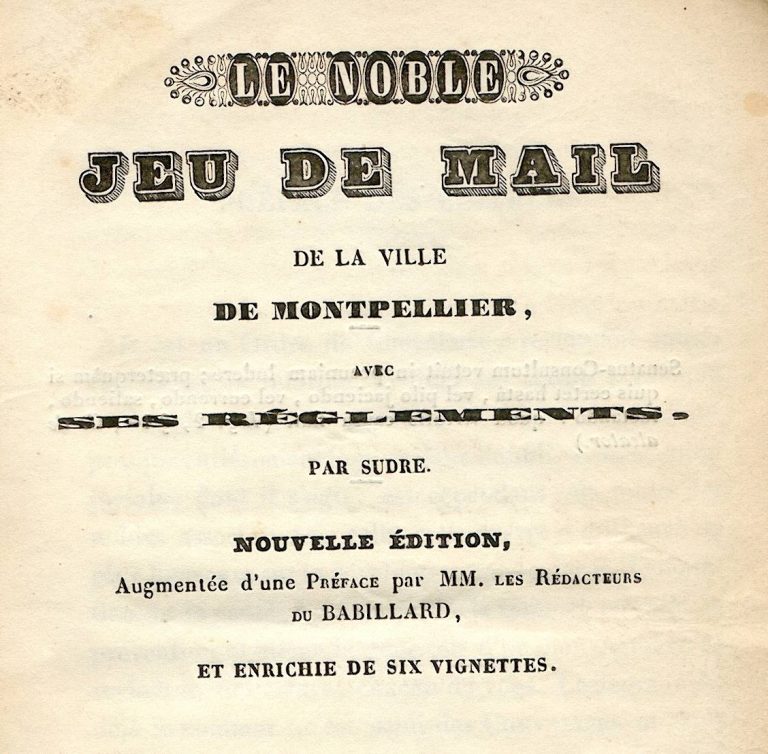 LE NOBLE
JEU DE MAIL
DE LA VILLE
DE MONTPELLIER,
AVEC
SES RÉGLEMENTS,
PAR SUDRE.
NOUVELLE ÉDITION,
Augmentée d'une PRÉFACE par MM. LES RÉDACTEURS
DU BABILLARD,
ET ENRICHIE DE SIX VIGNETTES.